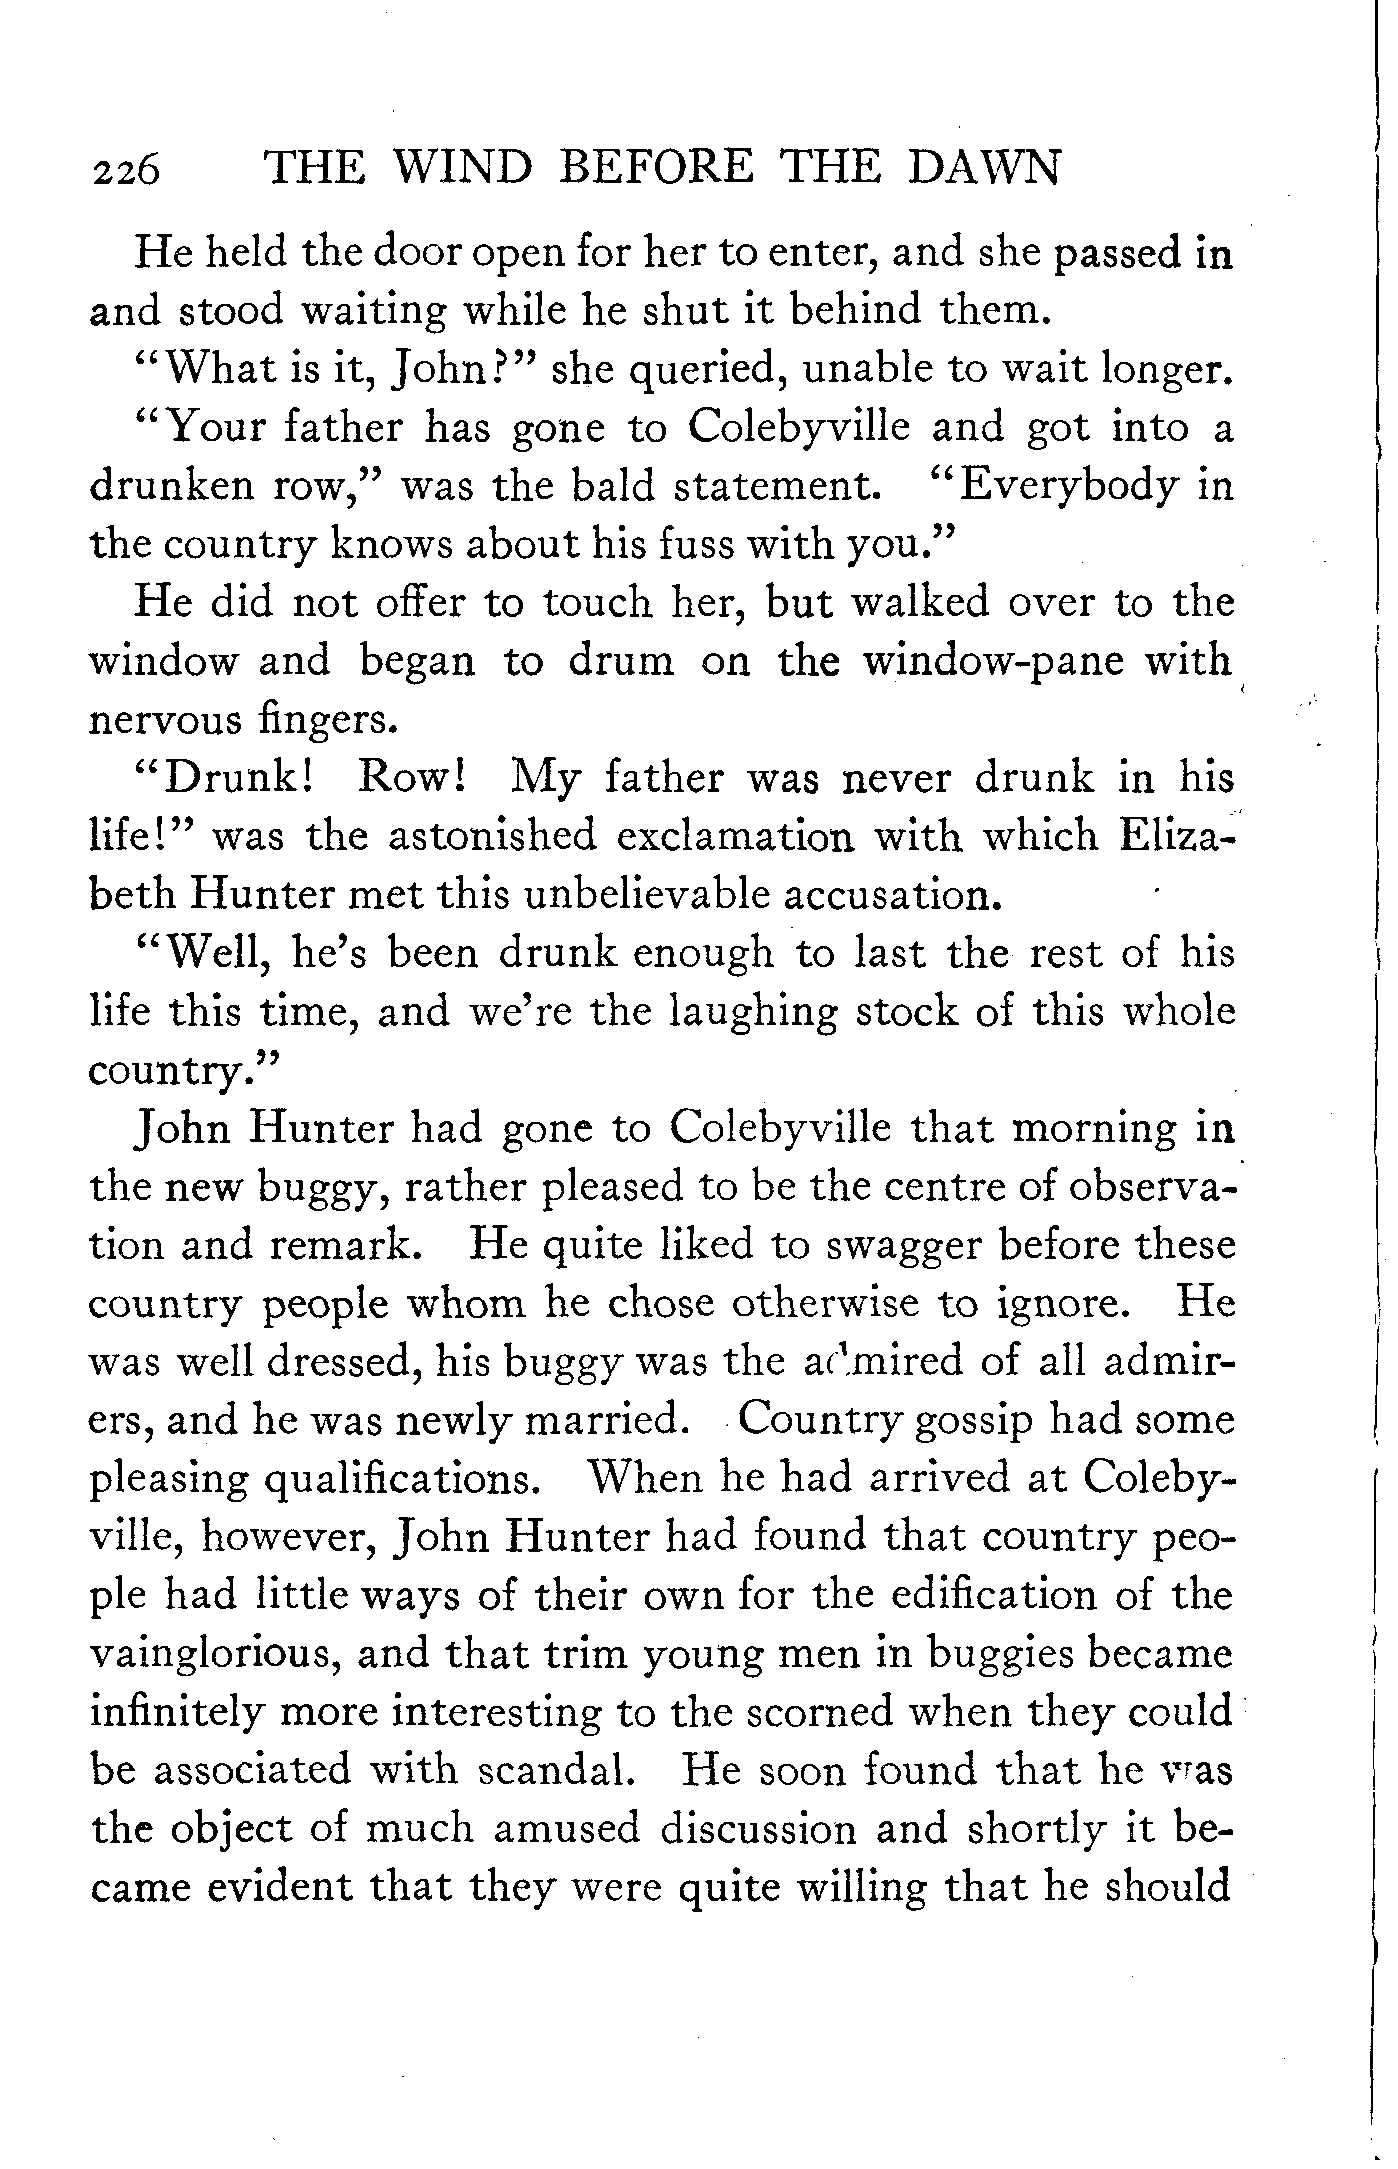 226 THE WIND BEFORE THE DAWN
He held the door open for her to enter, and she passed in
and stood waiting while he shut it behind them.
“What is it, John?” she queried, unable to wait longer.
“Your father has gone to Colebyville and got into a
drunken row,” was the bald statement. “Everybody in
the country knows about his fuss with you.”
He did not offer to touch her, but walked over to the
window and began to drum on the window-pane with
nervous fingers.
“Drunk! Row! My father was never drunk in his
life!” was the astonished exclamation with which Eliza-
beth Hunter met this unbelievable accusation.
“Well, he’s been drunk enough to last the rest of his
life this time, and we’re the laughing stock of this whole
country.”
John Hunter had gone to Colebyville that morning in
the new buggy, rather pleased to be the centre of observa-
tion and remark. He quite liked to swagger before these
country people whom he chose otherwise to ignore. He
was well dressed, his buggy was the admired of all admir-
ers, and he was newly married. Country gossip had some
pleasing qualifications. When he had arrived at Coleby-
ville, however, John Hunter had found that country peo-
ple had little ways of their own for the edification of the
vainglorious, and that trim young men in buggies became
infinitely more interesting to the scorned when they could
be associated with scandal. He soon found that he was
the object of much amused discussion and shortly it be-
came evident that they were quite willing that he should